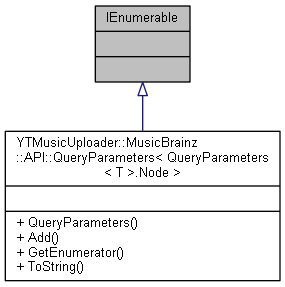 IEnumerable
YTMusicUploader::MusicBrainz
::API::QueryParameters< QueryParameters
< T >.Node >
+ QueryParameters()
+ Add()
+ GetEnumerator()
+ ToString()